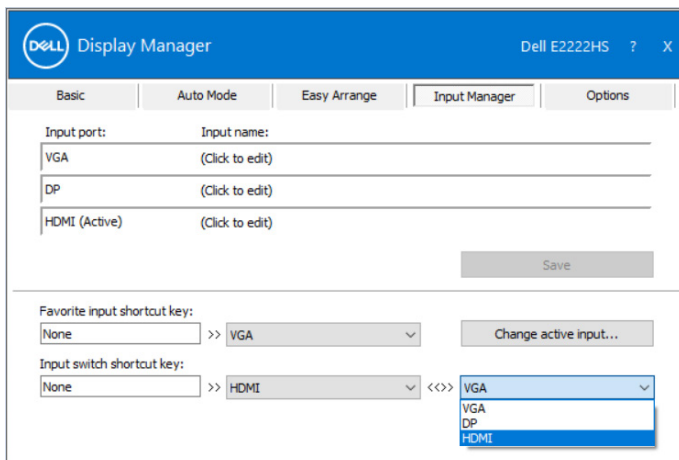 DELL Display Manager Dell E2222HS ? X
Basic Auto Mode Easy Arrange Input Manager Options
Input port: Input name:
VGA (Click to edit)
DP (Click to edit)
HDMI (Active) (Click to edit)
Save
Favorite input shortcut key:
None >> VGA Change active input...
Input switch shortcut key:
None >> HDMI <<>> VGA
VGA
DP
HDMI